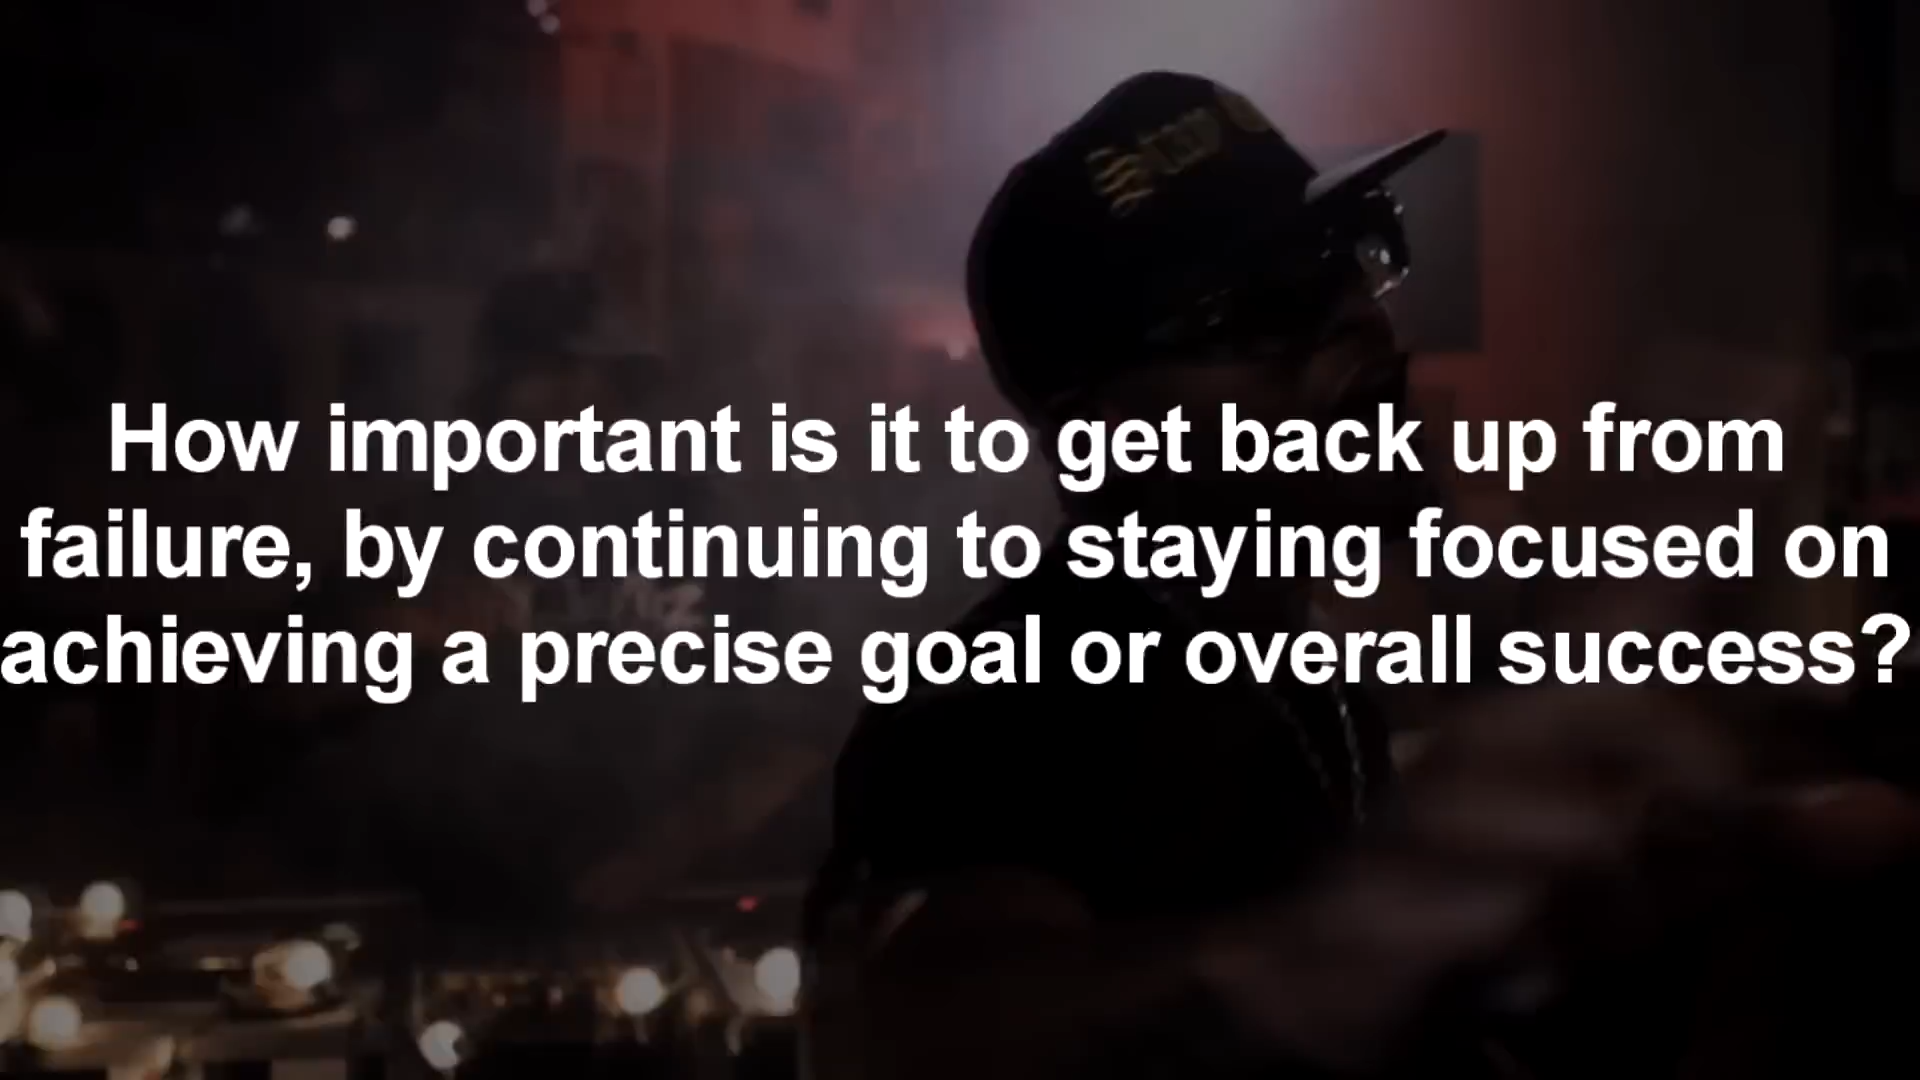 How important is it to get back up from
failure, by continuing to staying focused on
achieving a precise goal or overall success?